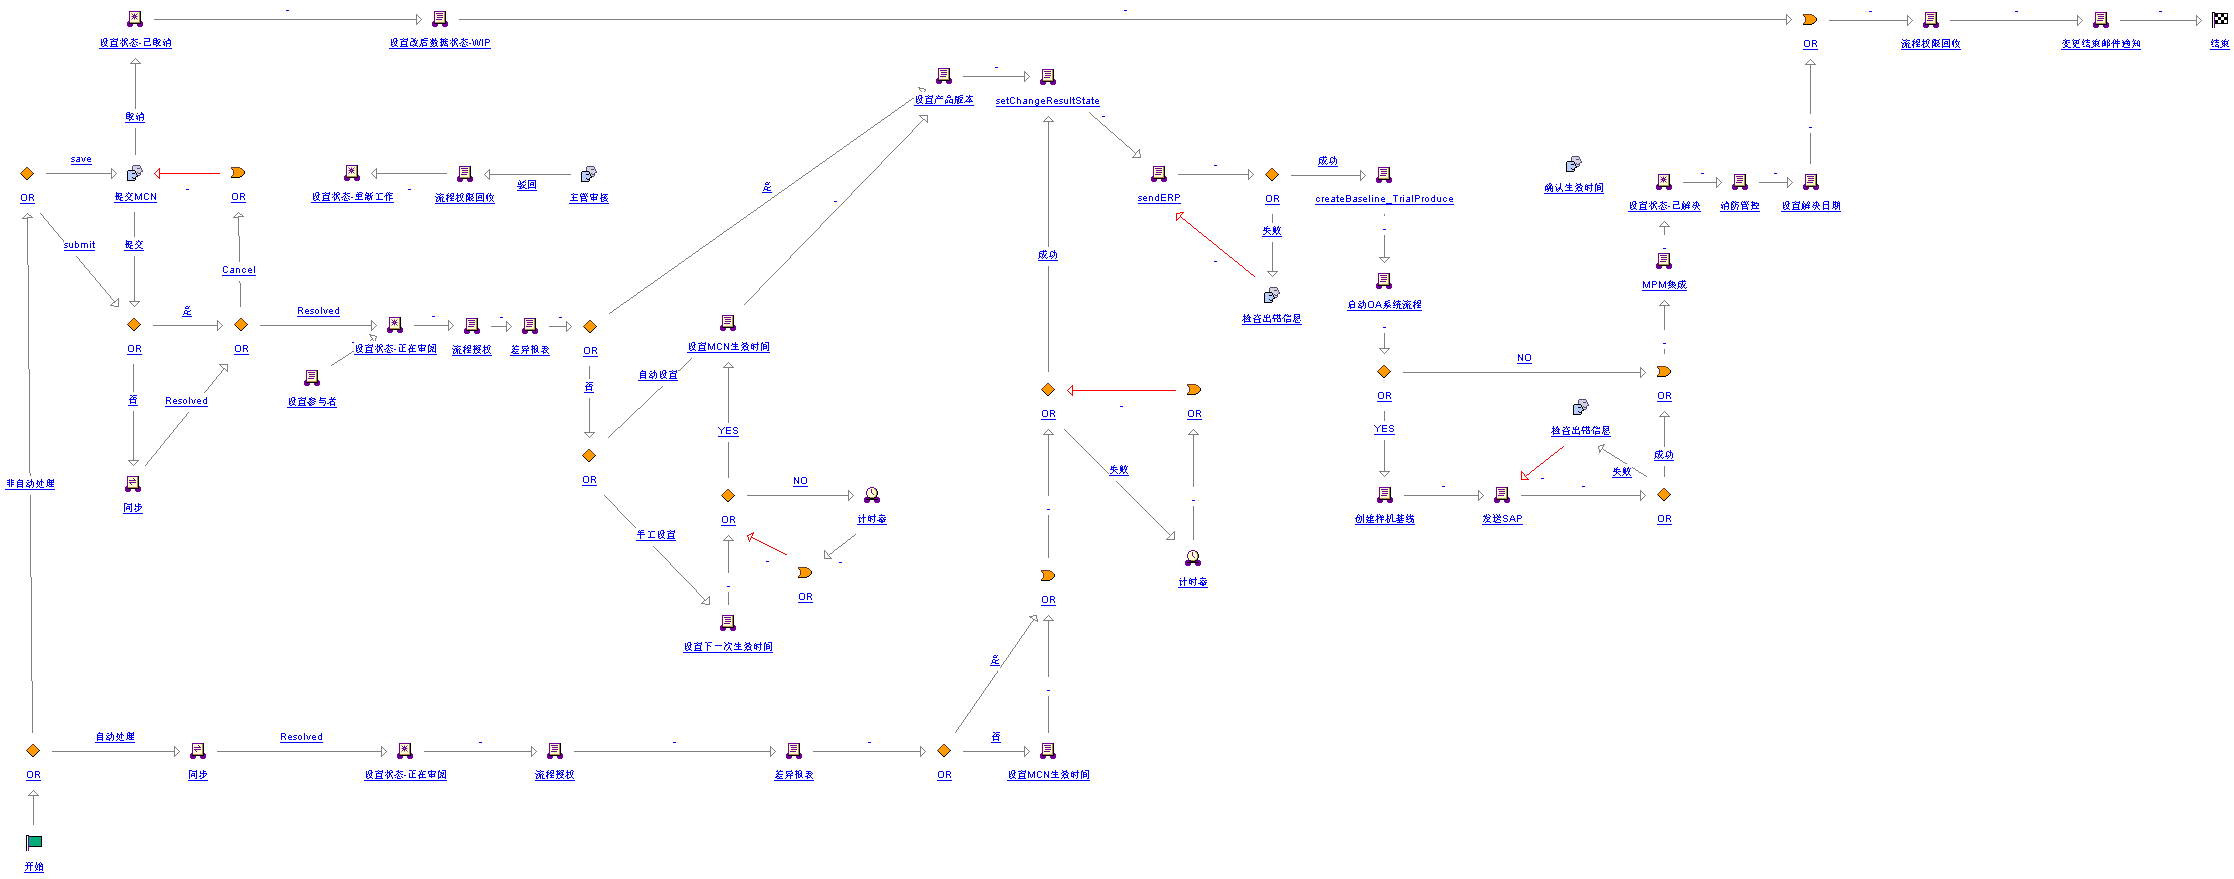 设置状态-已取消
设置改后数据状态-WIP
OR
流程权限回收
变更结束邮件通知
结束
设置产品版本
setChangeResultState
取消
save
OR
提交MCN
OR
设置状态-重新工作
流程权限回收
驳回
主管审核
是
sendERP
OR
成功
createBaseline_TrialProduce
确认生效时间
设置状态-已解决
消防管控
设置解决日期
submit
提交
Cancel
成功
失败
MPM集成
启动OA系统流程
检查出错信息
OR
是
OR
Resolved
设置状态-正在审阅
流程授权
差异报表
OR
设置MCN生效时间
自动设置
否
设置参与者
否
Resolved
NO
OR
OR
OR
OR
YES
YES
检查出错信息
OR
非自动处理
同步
NO
OR
计时器
失败
成功
失败
创建样机基线
发送SAP
OR
手工设置
OR
计时器
OR
设置下一次生效时间
是
自动处理
Resolved
否
OR
同步
设置状态-正在审阅
流程授权
差异报表
OR
设置MCN生效时间
开始